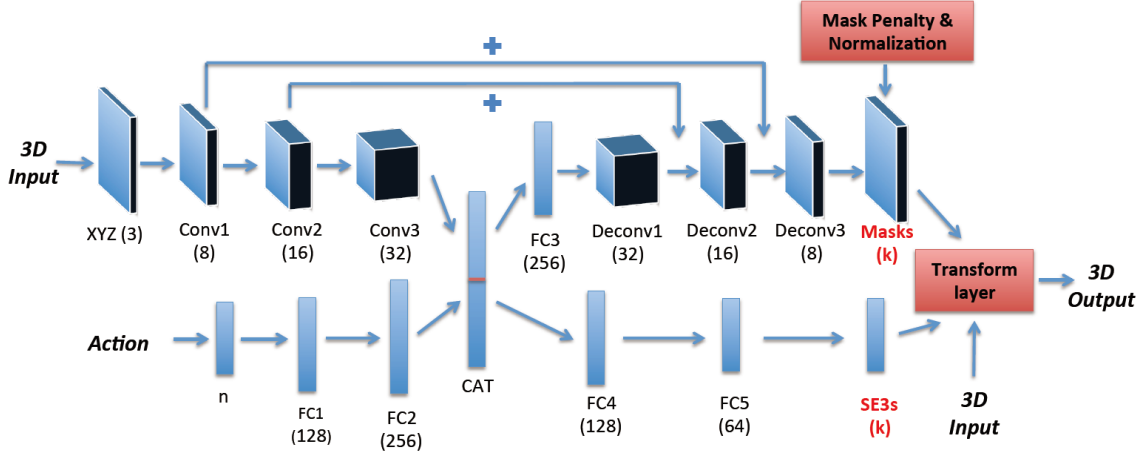 Mask Penalty &
Normalization
3D
Input
XYZ (3)
Conv1
(8)
Conv2
(16)
Conv3
(32)
FC3
(256)
Deconv1
(32)
Deconv2
(16)
Deconv3
(8)
Masks
(k)
Transform
layer
3D
Output
Action
n
FC1
(128)
FC2
(256)
CAT
FC4
(128)
FC5
(64)
SE3s
(k)
3D
Input